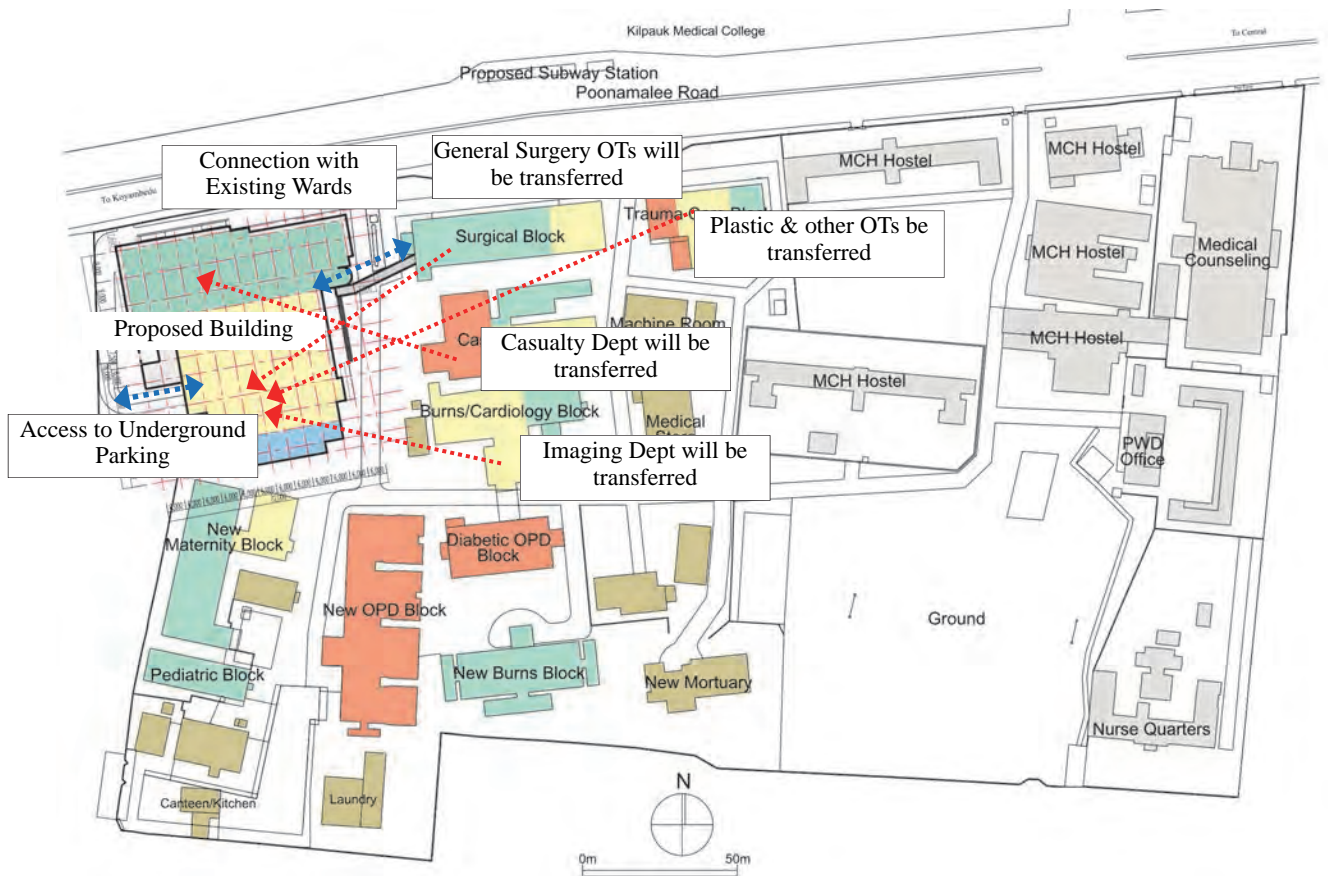 Kilpauk Medical College
To Central
Proposed Subway Station
Poonamalee Road
Connection with
Existing Wards
General Surgery OTs will
be transferred
MCH Hostel
MCH Hostel
To Koyambedu
Surgical Block
Trauma
Plastic & other OTs be
transferred
MCH Hostel
Medical
Counseling
Proposed Building
Machine Room
Casualty Dept will be
transferred
MCH Hostel
MCH Hostel
Access to Underground
Parking
Burns/Cardiology Block
Medical
Imaging Dept will be
transferred
PWD
Office
New
Maternity Block
Diabetic OPD
Block
New OPD Block
Ground
Pediatric Block
New Burns Block
New Mortuary
Nurse Quarters
Canteen/Kitchen
Laundry
N
0m
50m